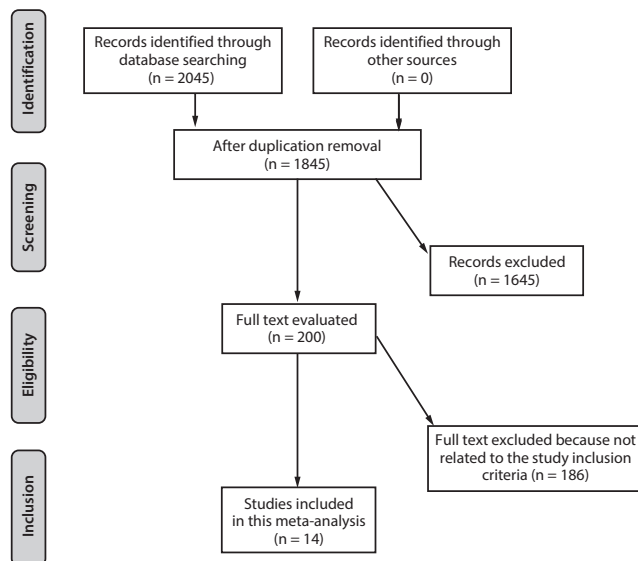 Identification
Records identified through
database searching
(n = 2045)
Records identified through
other sources
(n = 0)
After duplication removal
(n = 1845)
Screening
Records excluded
(n = 1645)
Eligibility
Full text evaluated
(n = 200)
Full text excluded because not
related to the study inclusion
criteria (n = 186)
Inclusion
Studies included
in this meta-analysis
(n = 14)